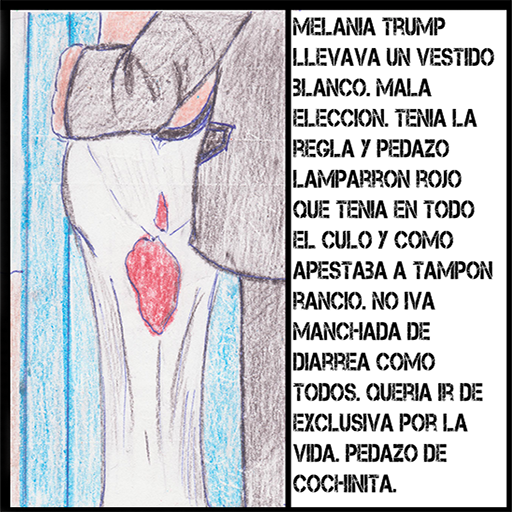 MELANIA TRUMP
LLEVAVA UN VESTIDO
BLANCO. MALA
ELECCION. TENIA LA
REGLA Y PEDAZO
LAMPARRON ROJO
QUE TENIA EN TODO
EL CULO Y COMO
APESTABA A TAMPON
RANCIO. NO IVA
MANCHADA DE
DIARREA COMO
TODOS. QUERIA IR DE
EXCLUSIVA POR LA
VIDA. PEDAZO DE
COCHINITA.